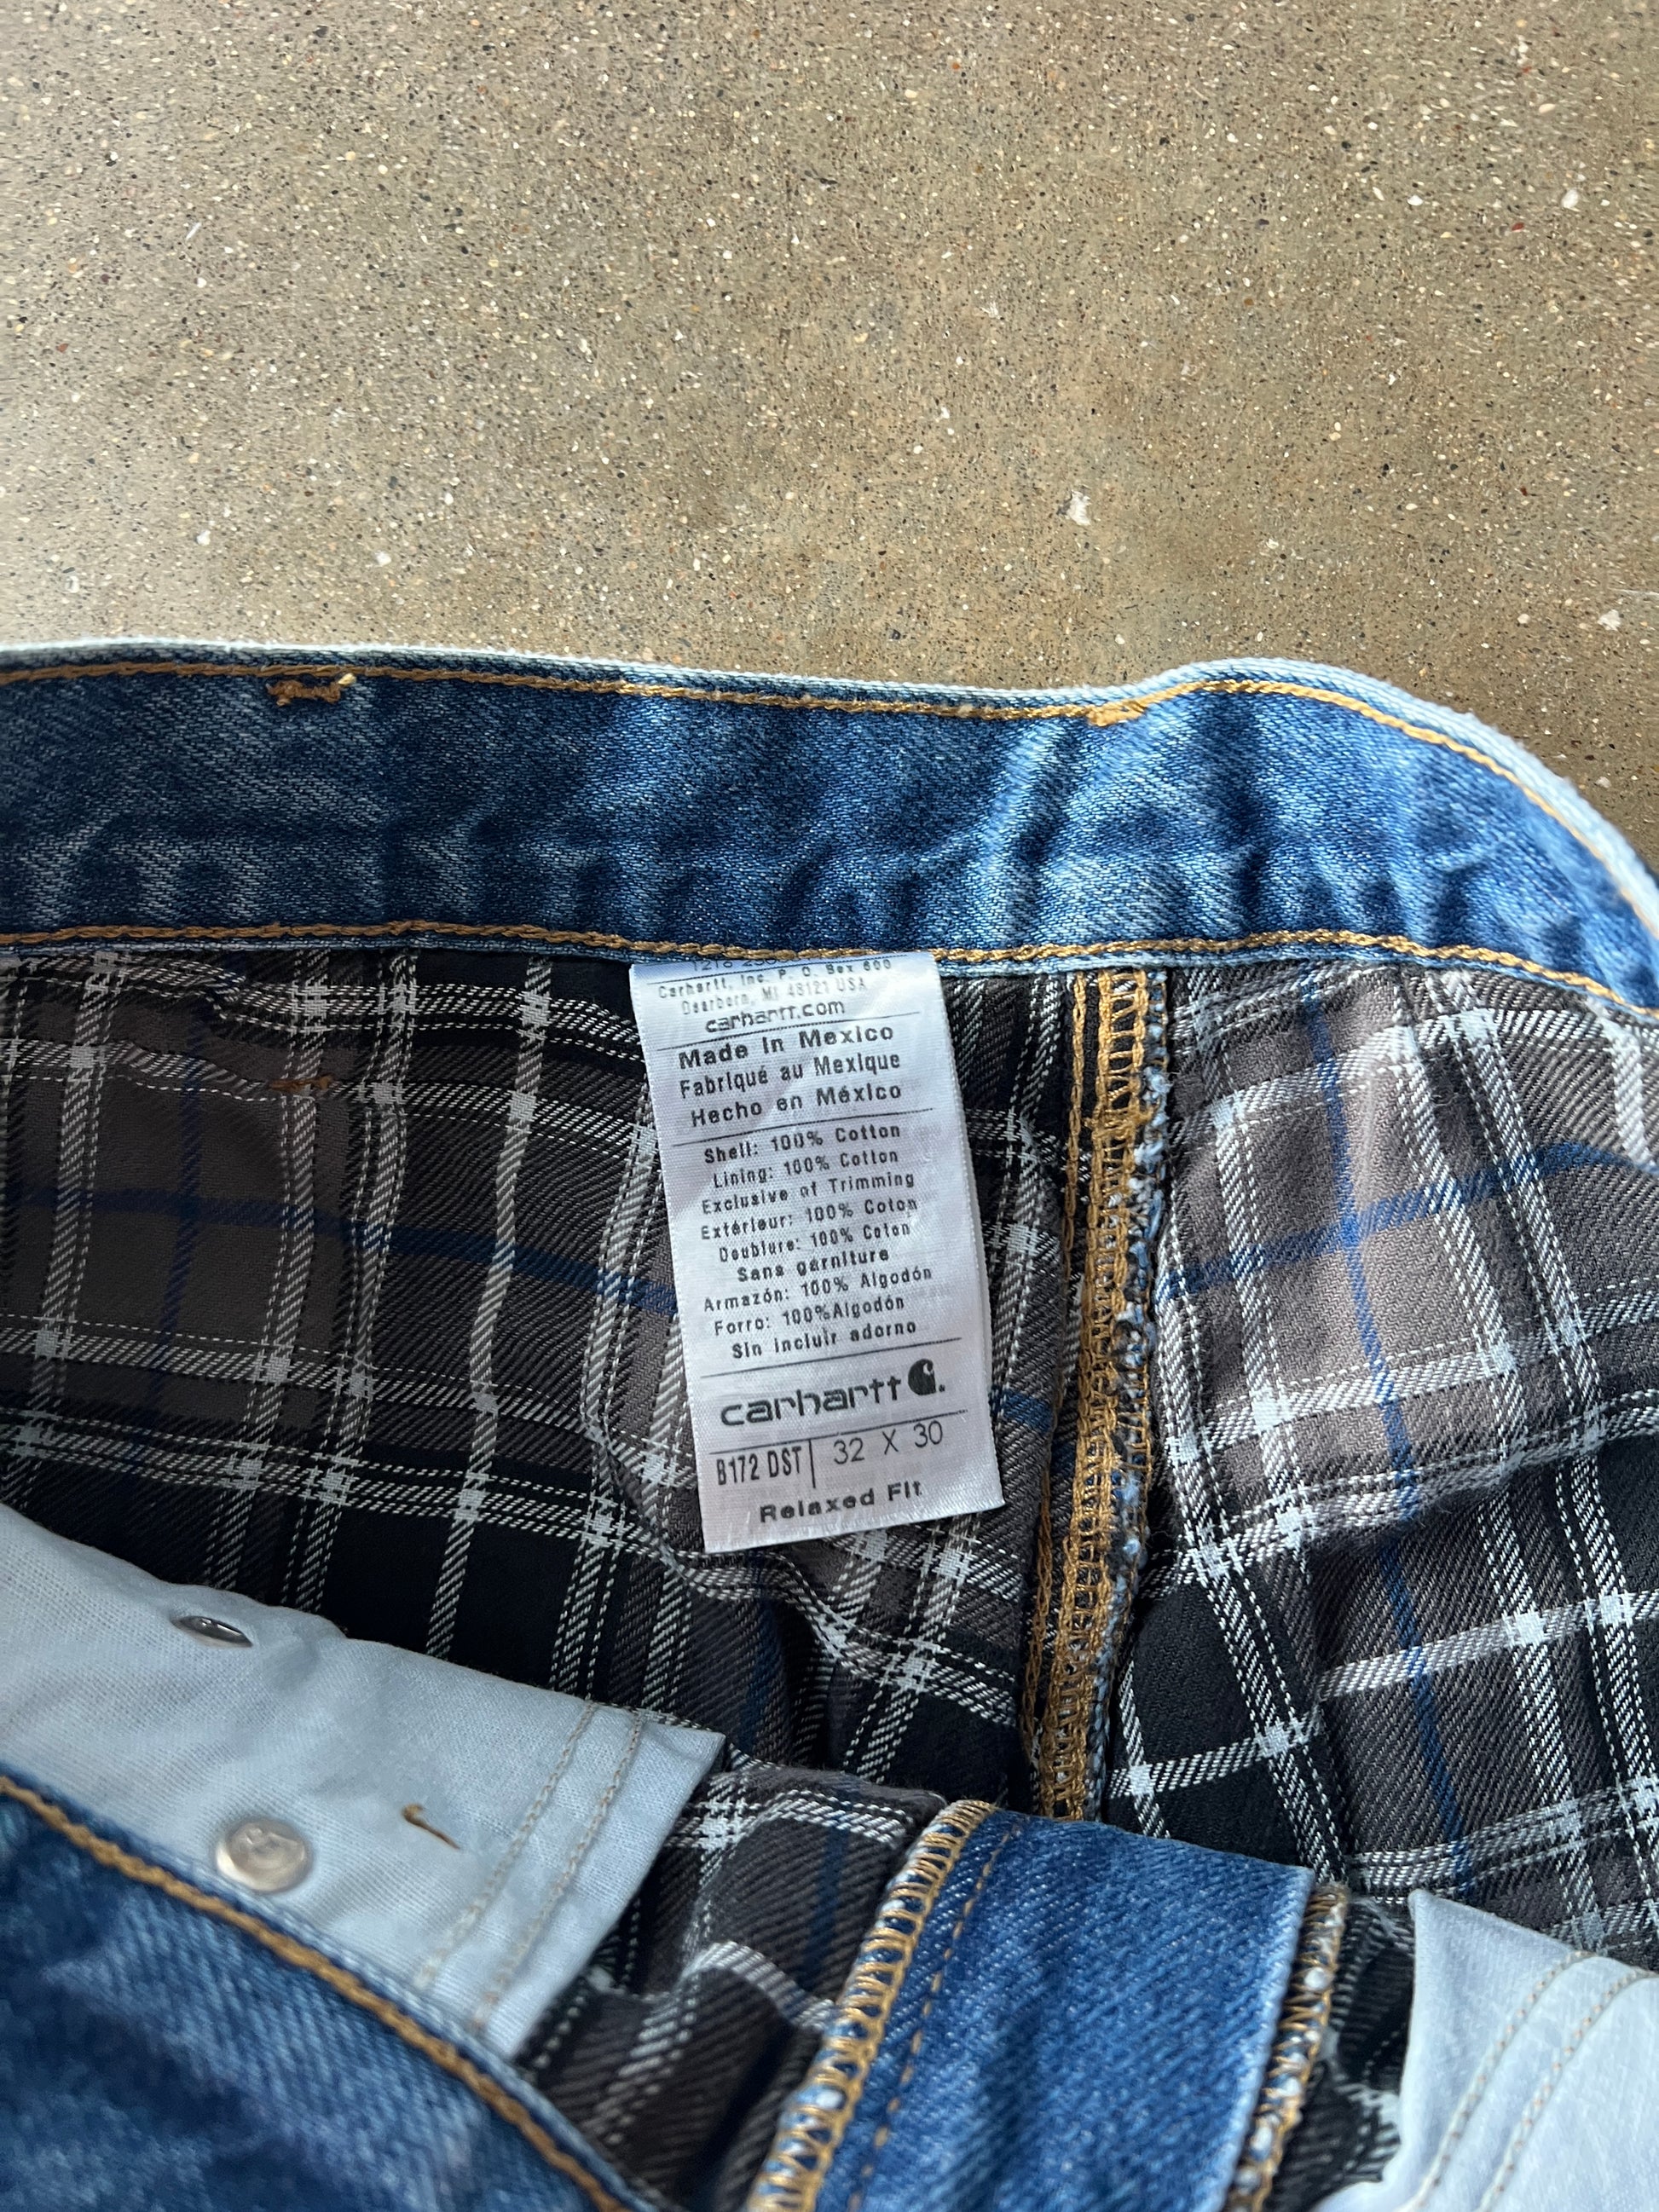 Carhartt, Inc. P. O. Box 600
Dearborn, MI 48121 USA
carhartt.com
Made in Mexico
Fabriqué au Mexique
Hecho en México
Shell: 100% Cotton
Lining: 100% Cotton
Exclusive of Trimming
Extérieur: 100% Coton
Doublure: 100% Coton
Sans garniture
Armazón: 100% Algodón
Forro: 100%Algodón
Sin incluir adorno
carhartt
B172 DST 32 X 30
Relaxed Fit